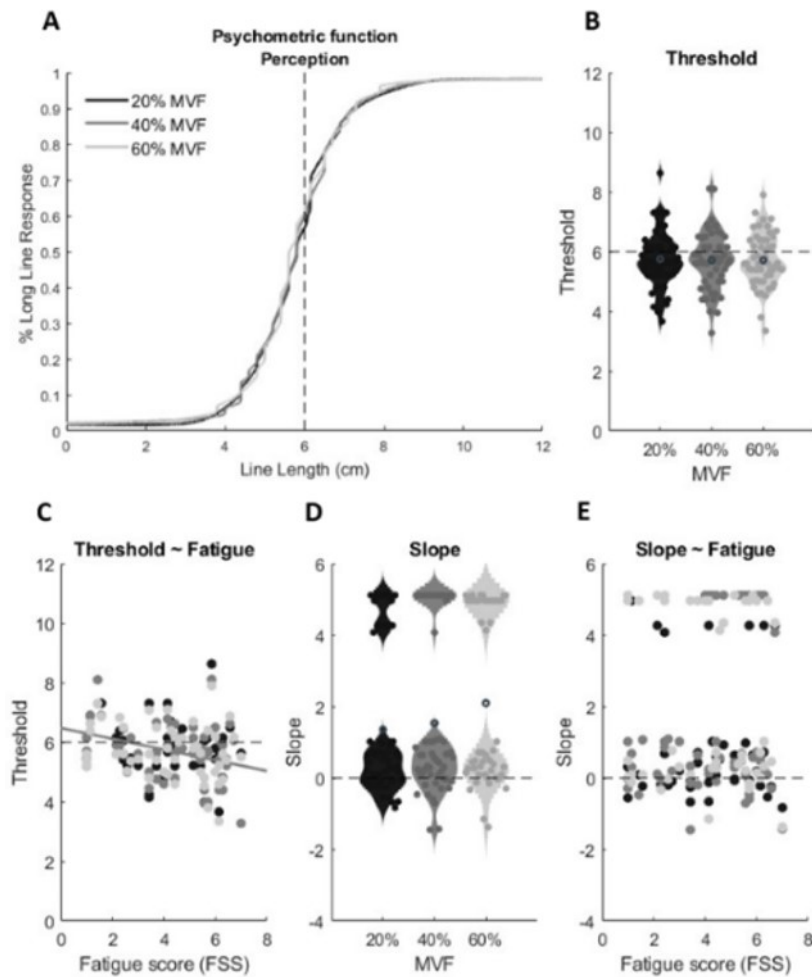 A
Psychometric function
Perception
20% MVF
40% MVF
60% MVF
1
0.9
0.8
0.7
0.6
0.5
0.4
0.3
0.2
0.1
0
% Long Line Response
0 2 4 6 8 10 12
Line Length (cm)
B
Threshold
12
10
8
6
4
2
0
Threshold
20% 40% 60%
MVF
C
Threshold ~ Fatigue
12
10
8
6
4
2
0
Threshold
0 2 4 6 8
Fatigue score (FSS)
D
Slope
6
4
2
0
-2
-4
Slope
20% 40% 60%
MVF
E
Slope ~ Fatigue
6
4
2
0
-2
-4
Slope
0 2 4 6 8
Fatigue score (FSS)